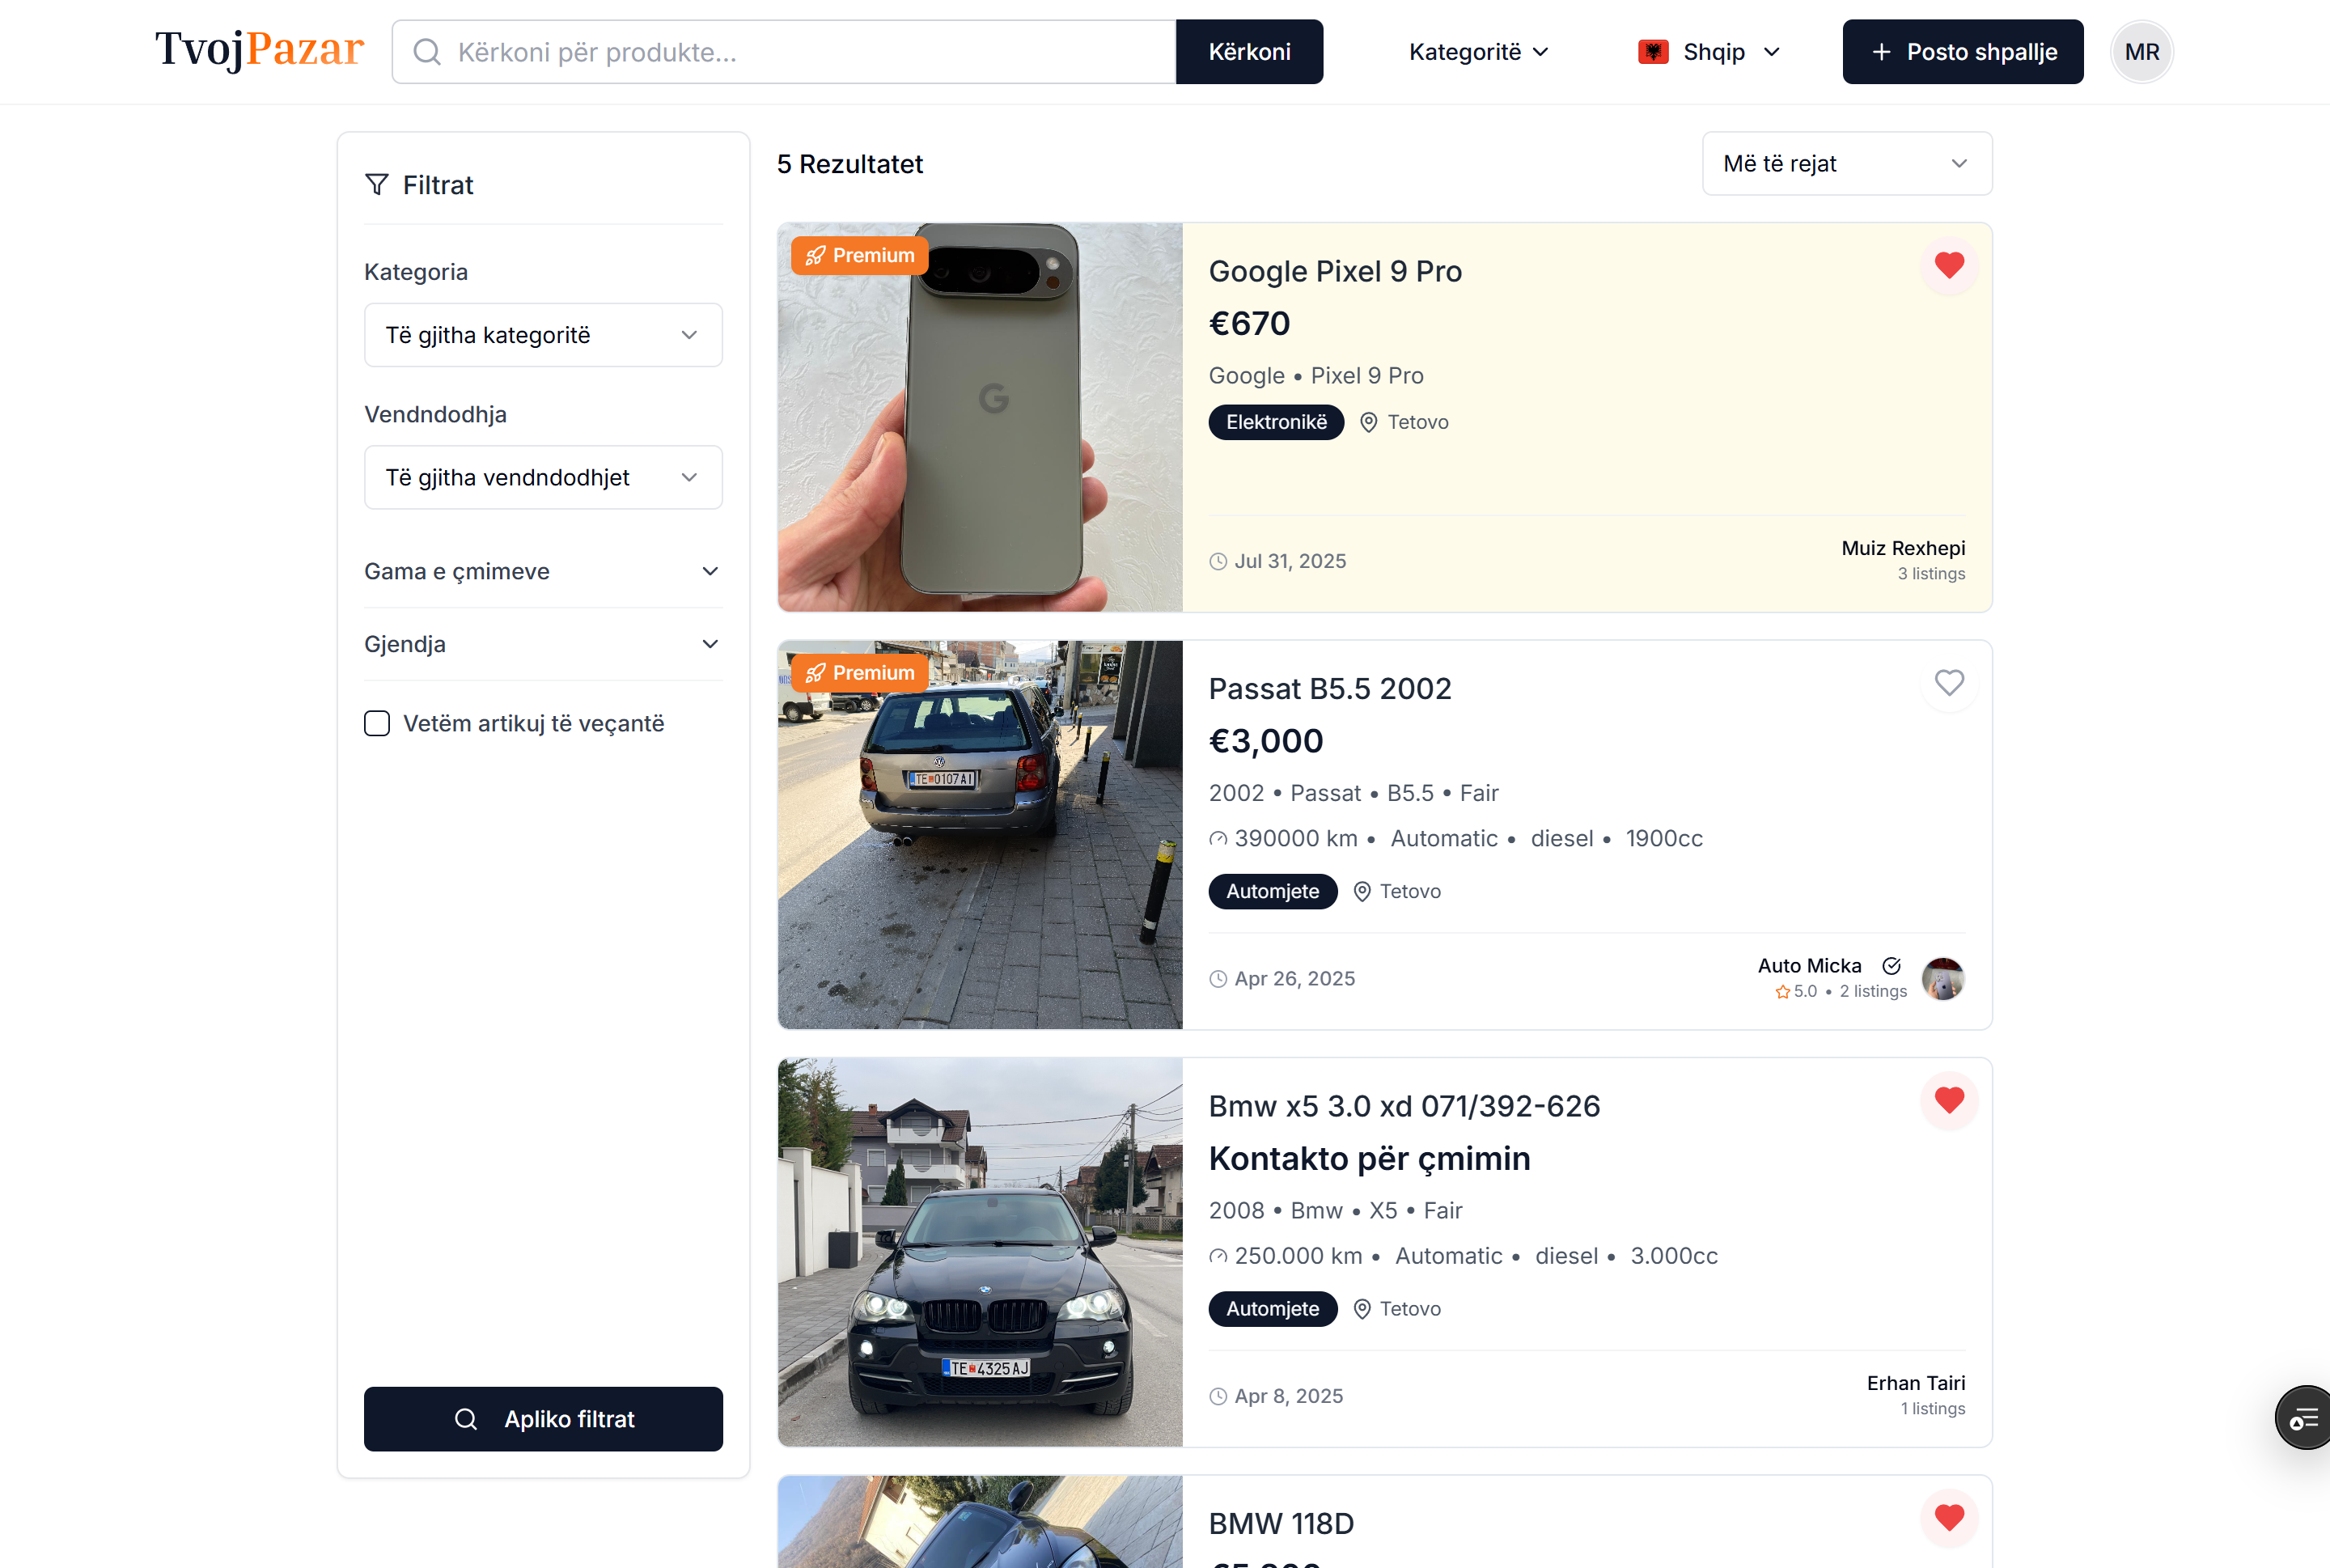 TvojPazar
Kërkoni për produkte...
Kërkoni
Kategoritë
Shqip
Posto shpallje
MR
Filtrat
Kategoria
Të gjitha kategoritë
Vendndodhja
Të gjitha vendndodhjet
Gama e çmimeve
Gjendja
Vetëm artikuj të veçantë
Apliko filtrat
5 Rezultatet
Më të rejat
Premium
Google Pixel 9 Pro
€670
Google • Pixel 9 Pro
Elektronikë
Tetovo
Jul 31, 2025
Muiz Rexhepi
3 listings
Premium
TE 0107AI
Passat B5.5 2002
€3,000
2002 • Passat • B5.5 • Fair
390000 km • Automatic • diesel • 1900cc
Automjete
Tetovo
Apr 26, 2025
Auto Micka
5.0 • 2 listings
TE 4325AJ
Bmw x5 3.0 xd 071/392-626
Kontakto për çmimin
2008 • Bmw • X5 • Fair
250.000 km • Automatic • diesel • 3.000cc
Automjete
Tetovo
Apr 8, 2025
Erhan Tairi
1 listings
BMW 118D